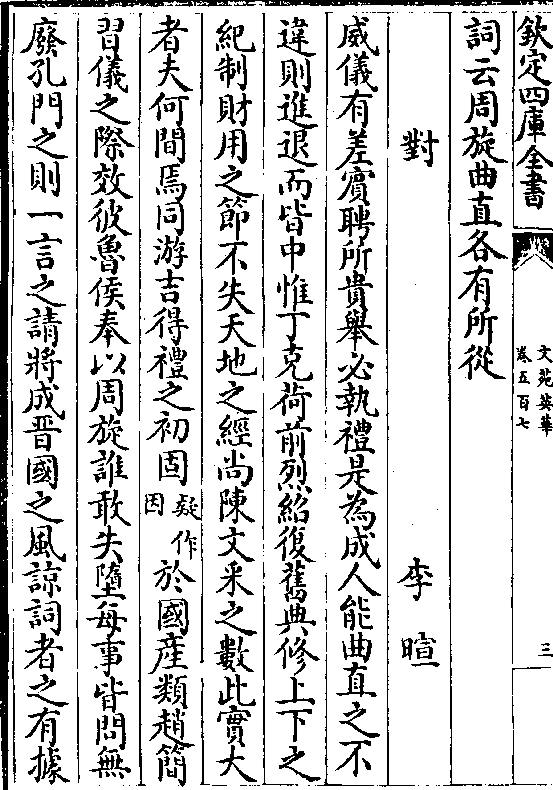 欽定四庫全書
文苑英華
卷五百七
三
詞云周旋曲直各有所從
對 李暄
威儀有差賓聘所貴舉必執禮是為成人能曲直之不
違則進退而皆中惟丁克荷前烈紹復舊典修上下之
紀制財用之節不失天地之經尚陳文采之數此實大
者夫何間焉同游吉得禮之初固疑作因於國產類趙簡
習儀之際效彼魯侯奉以周旋誰敢失墮每事皆問無
廢孔門之則一言之請將成晋國之風諒詞者之有據